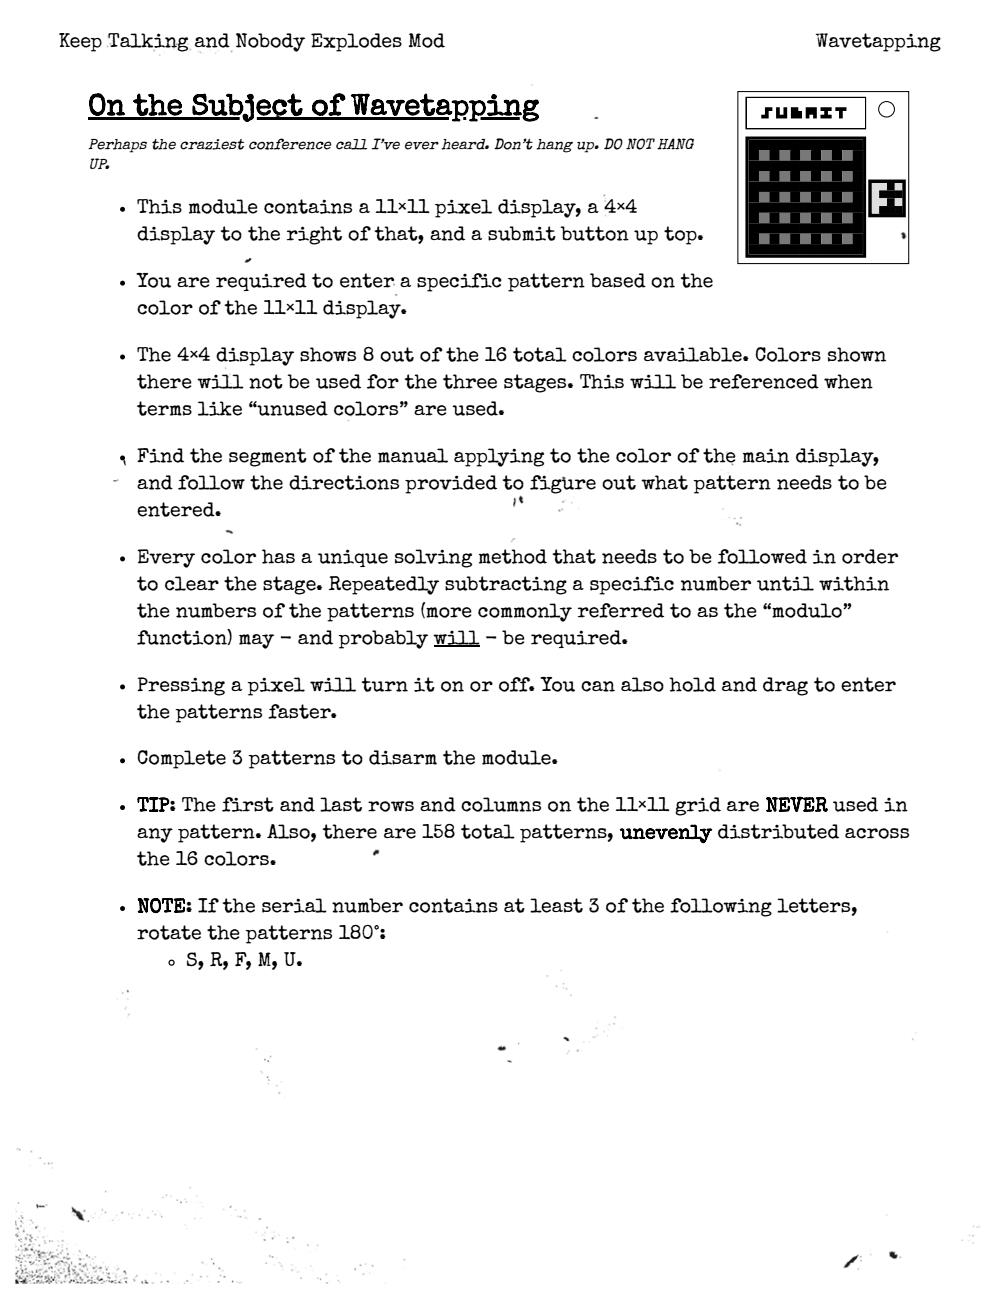 Keep Talking and Nobody Explodes Mod
Wavetapping
On the Subject of Wavetapping
SUBMIT
Perhaps the craziest conference call I've ever heard. Don't hang up. DO NOT HANG
UP.
• This module contains a 11×11 pixel display, a 4×4
display to the right of that, and a submit button up top.
• You are required to enter a specific pattern based on the
color of the 11×11 display.
• The 4×4 display shows 8 out of the 16 total colors available. Colors shown
there will not be used for the three stages. This will be referenced when
terms like “unused colors” are used.
• Find the segment of the manual applying to the color of the main display,
and follow the directions provided to figure out what pattern needs to be
entered.
• Every color has a unique solving method that needs to be followed in order
to clear the stage. Repeatedly subtracting a specific number until within
the numbers of the patterns (more commonly referred to as the “modulo”
function) may – and probably will – be required.
• Pressing a pixel will turn it on or off. You can also hold and drag to enter
the patterns faster.
• Complete 3 patterns to disarm the module.
• TIP: The first and last rows and columns on the 11×11 grid are NEVER used in
any pattern. Also, there are 158 total patterns, unevenly distributed across
the 16 colors.
• NOTE: If the serial number contains at least 3 of the following letters,
rotate the patterns 180°:
◦ S, R, F, M, U.